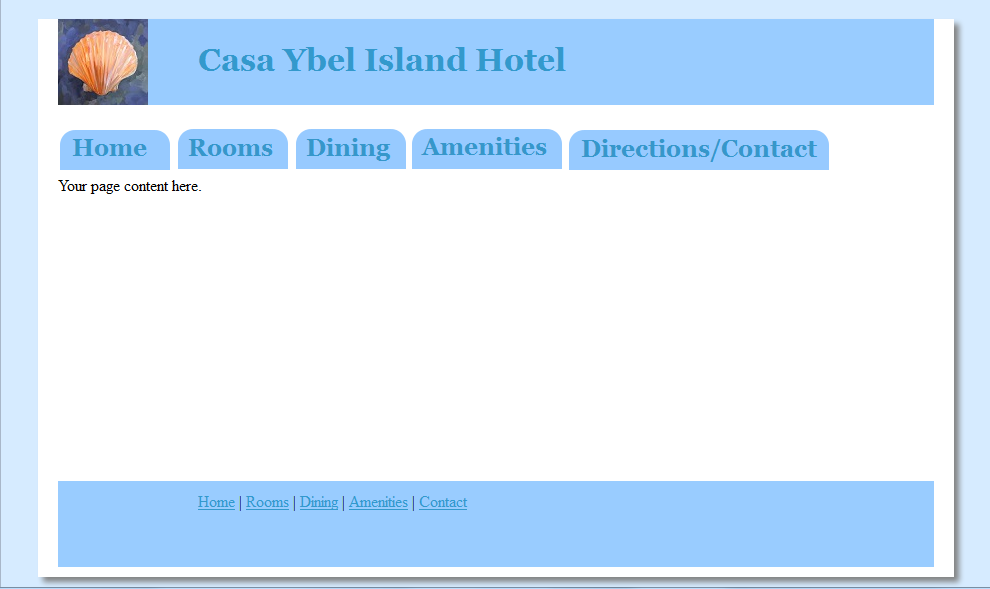 Casa Ybel Island Hotel
Home Rooms Dining Amenities Directions/Contact
Your page content here.
Home | Rooms | Dining | Amenities | Contact